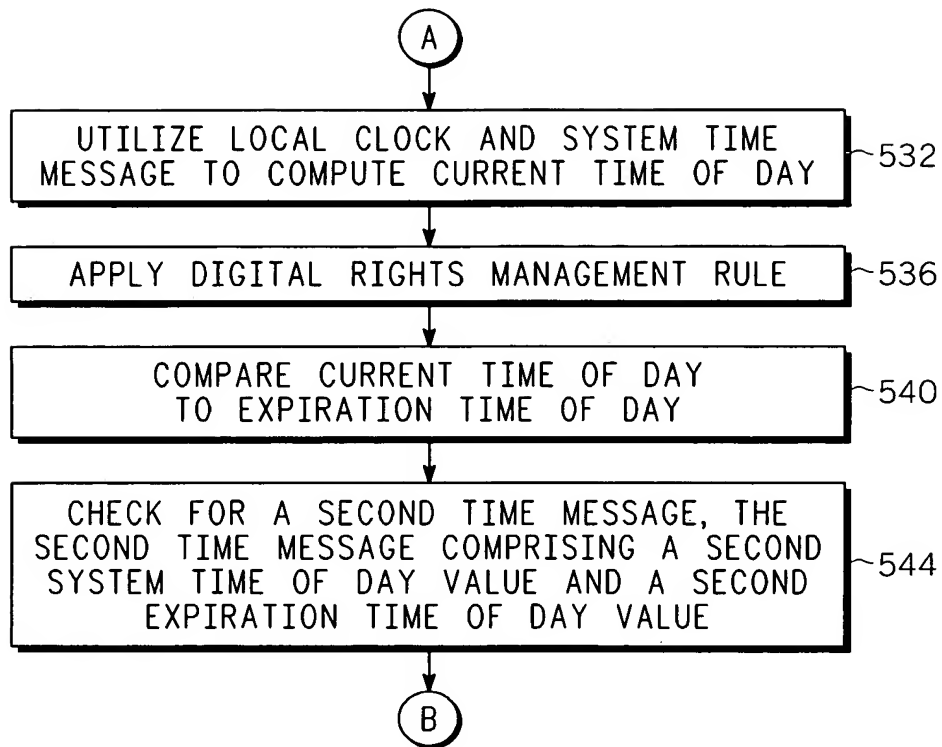 A
UTILIZE LOCAL CLOCK AND SYSTEM TIME
MESSAGE TO COMPUTE CURRENT TIME OF DAY
532
APPLY DIGITAL RIGHTS MANAGEMENT RULE
536
COMPARE CURRENT TIME OF DAY
TO EXPIRATION TIME OF DAY
540
CHECK FOR A SECOND TIME MESSAGE, THE
SECOND TIME MESSAGE COMPRISING A SECOND
SYSTEM TIME OF DAY VALUE AND A SECOND
EXPIRATION TIME OF DAY VALUE
544
B